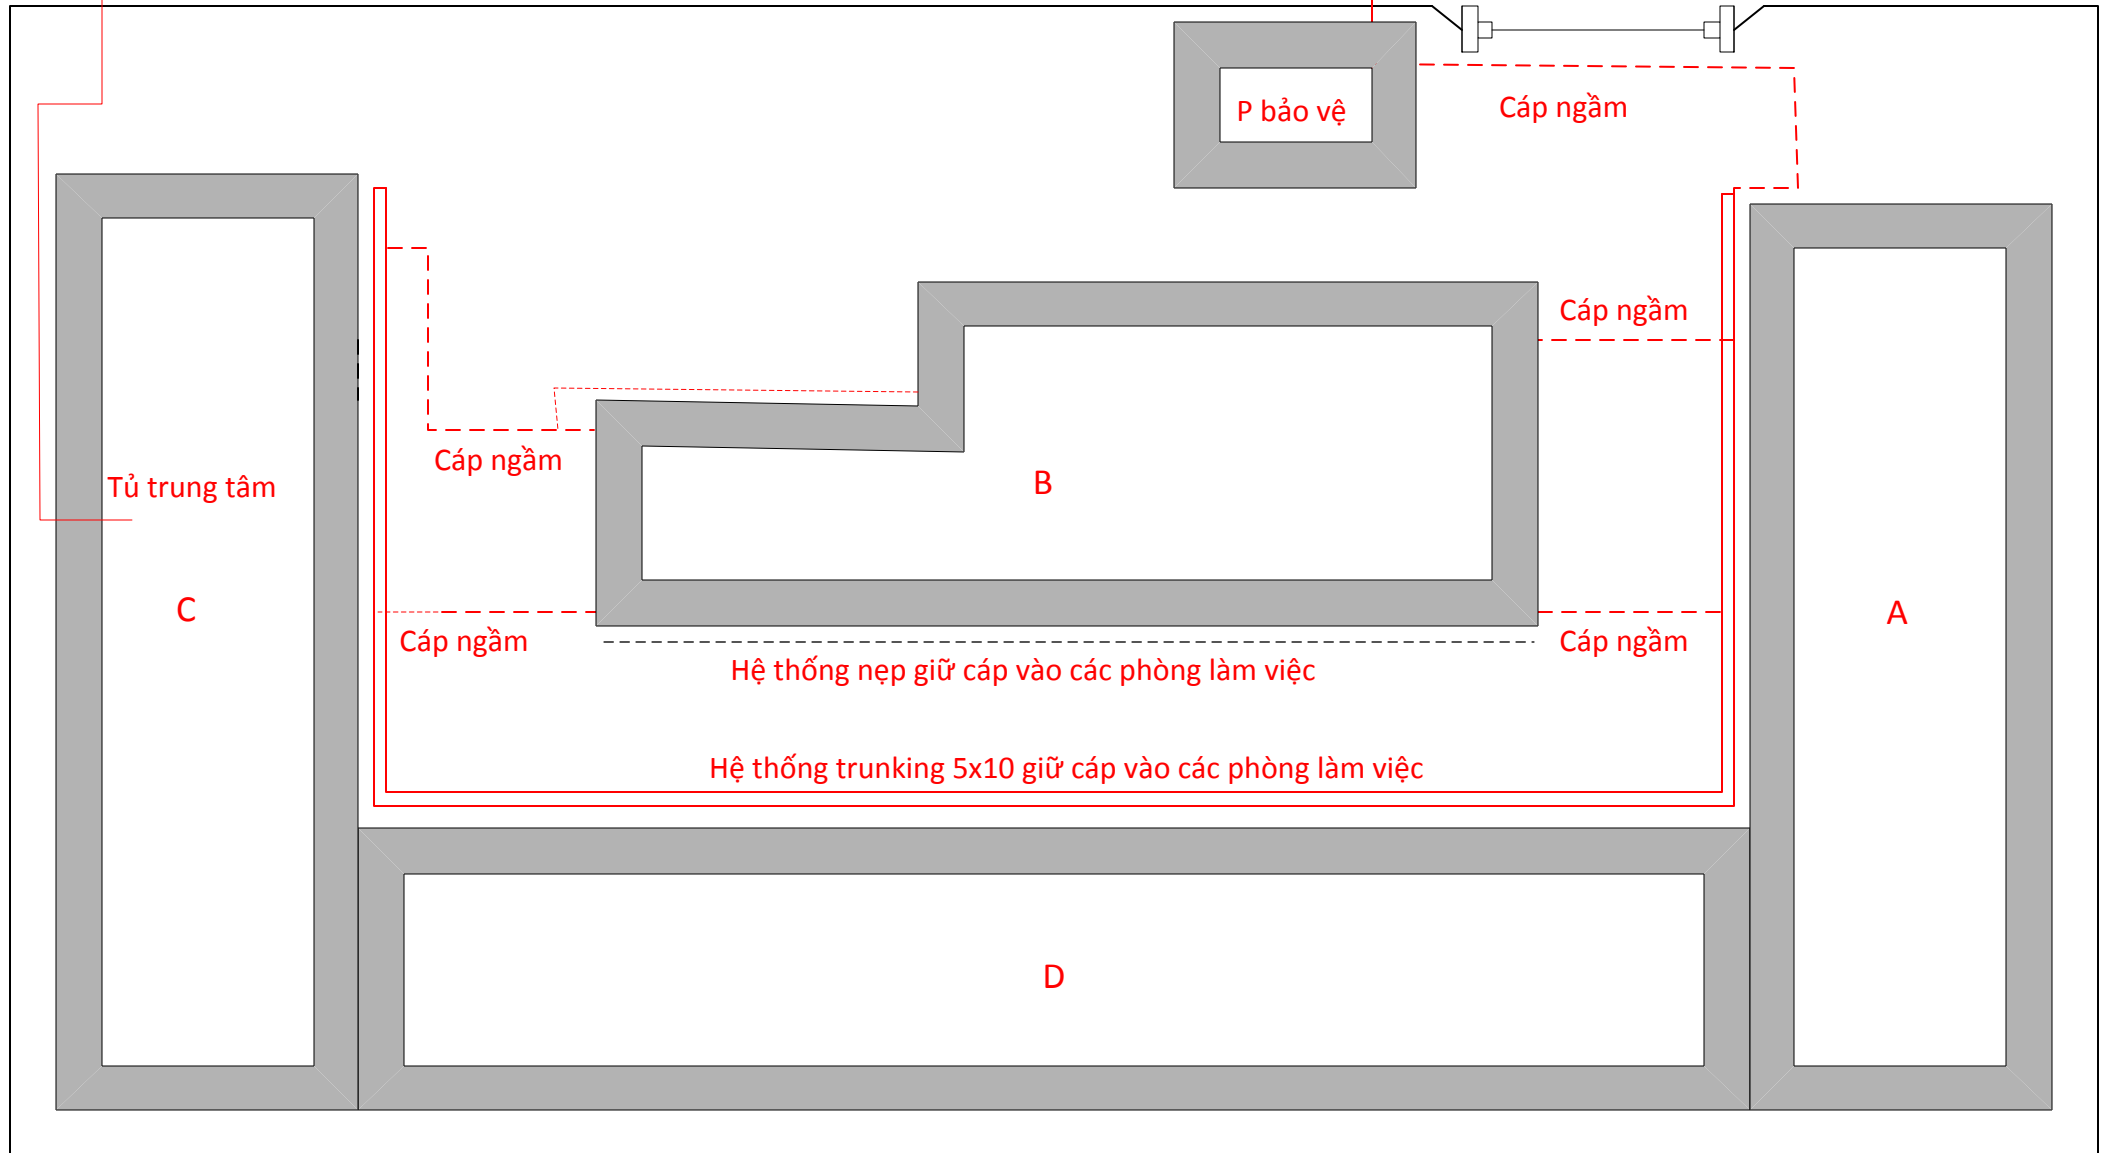 P bảo vệ
Cáp ngầm
Cáp ngầm
Cáp ngầm
Tủ trung tâm
B
C
A
Cáp ngầm
Cáp ngầm
Hệ thống nẹp giữ cáp vào các phòng làm việc
Hệ thống trunking 5x10 giữ cáp vào các phòng làm việc
D